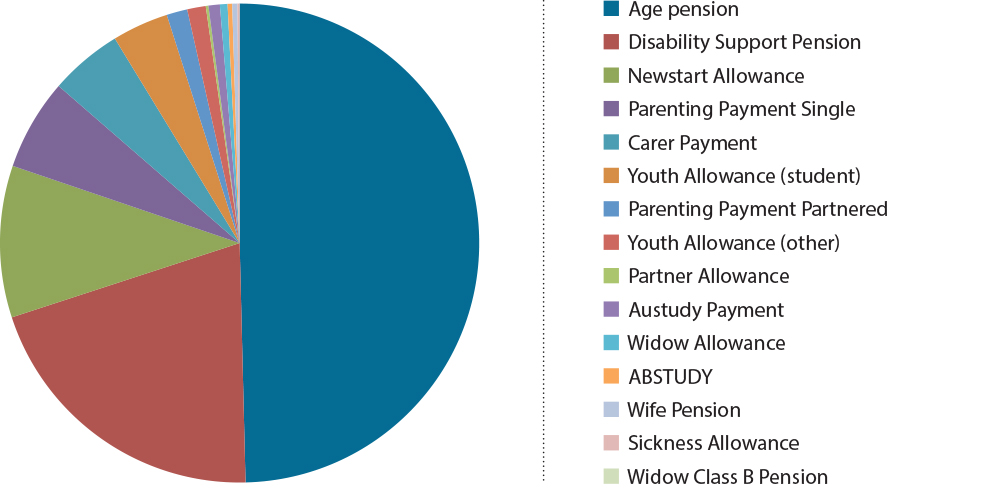 Age pension
Disability Support Pension
Newstart Allowance
Parenting Payment Single
Carer Payment
Youth Allowance (student)
Parenting Payment Partnered
Youth Allowance (other)
Partner Allowance
Austudy Payment
Widow Allowance
ABSTUDY
Wife Pension
Sickness Allowance
Widow Class B Pension